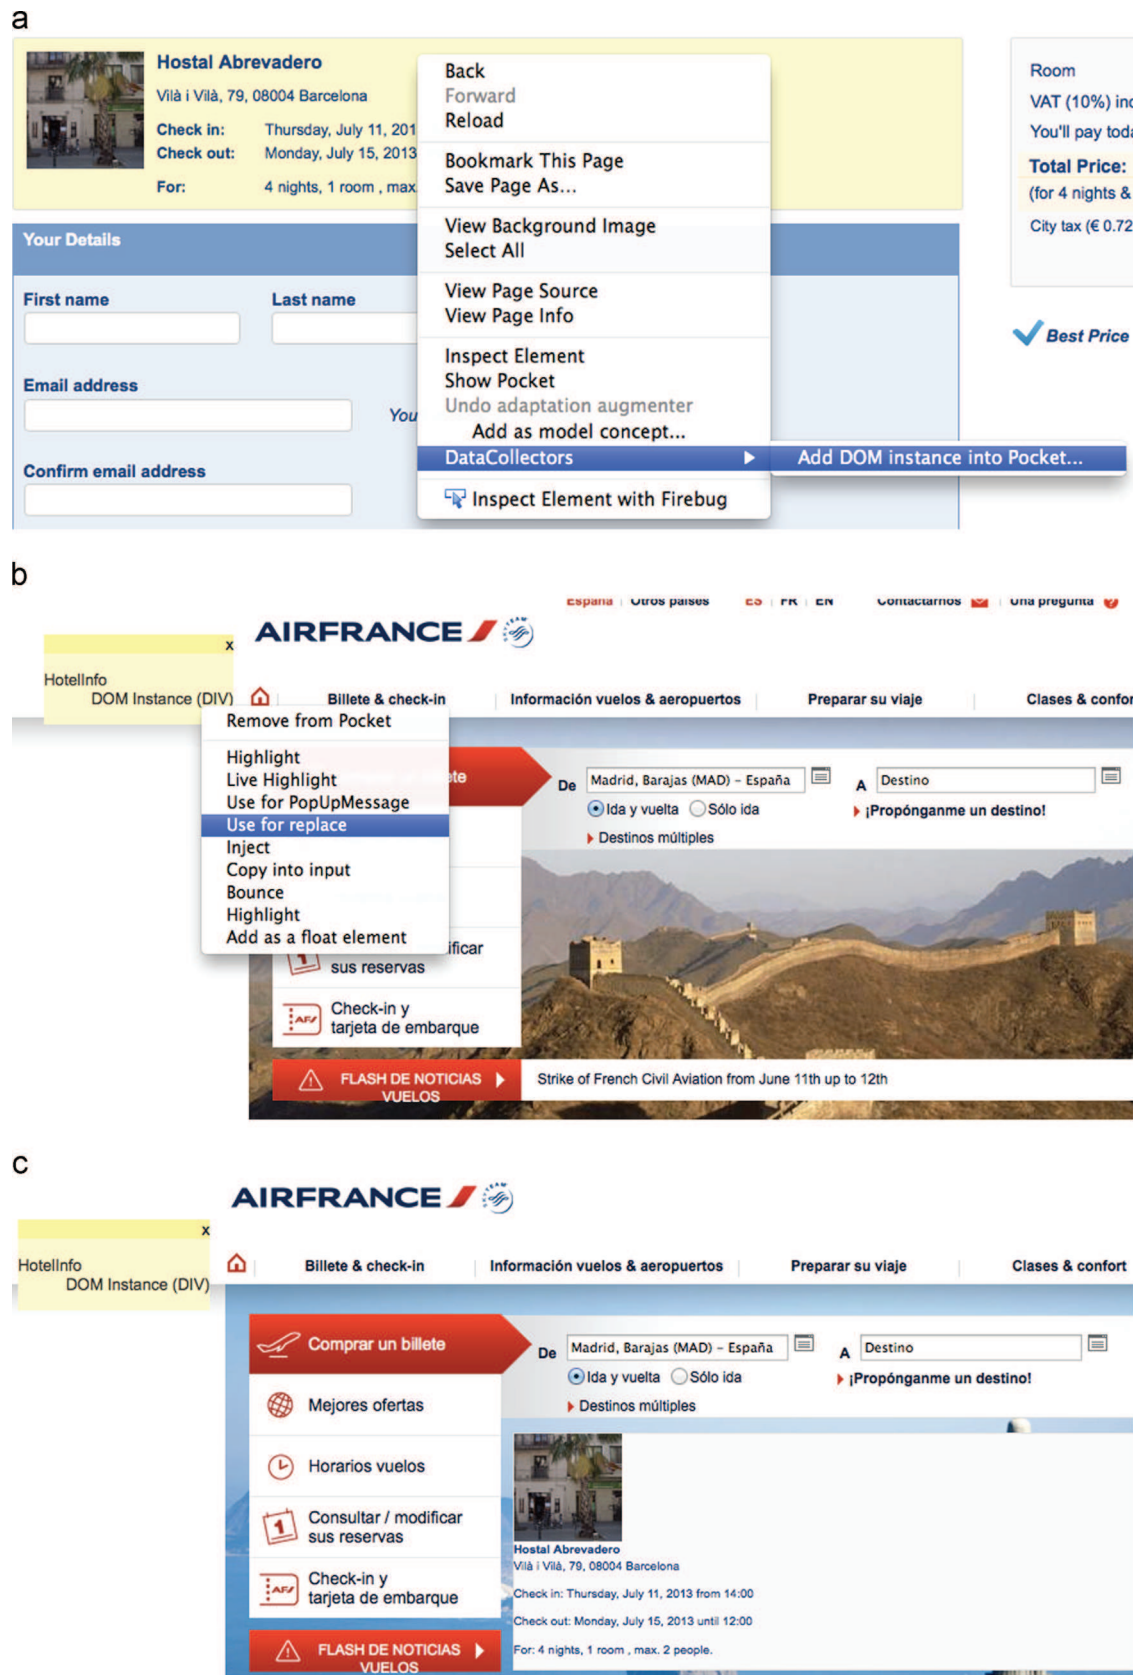 a
Hostal Abrevadero
Vilà i Vilà, 79, 08004 Barcelona
Check in: Thursday, July 11, 201
Check out: Monday, July 15, 2013
For: 4 nights, 1 room , max
Back
Forward
Reload
Bookmark This Page
Save Page As...
View Background Image
Select All
View Page Source
View Page Info
Inspect Element
Show Pocket
Undo adaptation augmenter
Add as model concept...
DataCollectors
Add DOM instance into Pocket...
Inspect Element with Firebug
Room
VAT (10%) inc
You'll pay toda
Total Price:
(for 4 nights &
City tax (€ 0.72
Best Price
Your Details
First name Last name
Email address
You
Confirm email address
b
España Otros países ES FR EN Contactarnos Una pregunta ?
AIRFRANCE
x
HotelInfo
DOM Instance (DIV)
Billete & check-in Información vuelos & aeropuertos Preparar su viaje Clases & confor
Remove from Pocket
Highlight
Live Highlight
Use for PopUpMessage
Use for replace
Inject
Copy into input
Bounce
Highlight
Add as a float element
De Madrid, Barajas (MAD) – España A Destino
Ida y vuelta Sólo ida ¡Propónganme un destino!
Destinos múltiples
ificar
1 sus reservas
AF Check-in y
tarjeta de embarque
FLASH DE NOTICIAS
VUELOS
Strike of French Civil Aviation from June 11th up to 12th
c
AIRFRANCE
x
HotelInfo
DOM Instance (DIV)
Billete & check-in Información vuelos & aeropuertos Preparar su viaje Clases & confort
Comprar un billete
De Madrid, Barajas (MAD) – España A Destino
Ida y vuelta Sólo ida ¡Propónganme un destino!
Destinos múltiples
Mejores ofertas
Horarios vuelos
1 Consultar / modificar
sus reservas
AF Check-in y
tarjeta de embarque
FLASH DE NOTICIAS
VUELOS
Hostal Abrevadero
Vilà i Vilà, 79, 08004 Barcelona
Check in: Thursday, July 11, 2013 from 14:00
Check out: Monday, July 15, 2013 until 12:00
For: 4 nights, 1 room , max. 2 people.